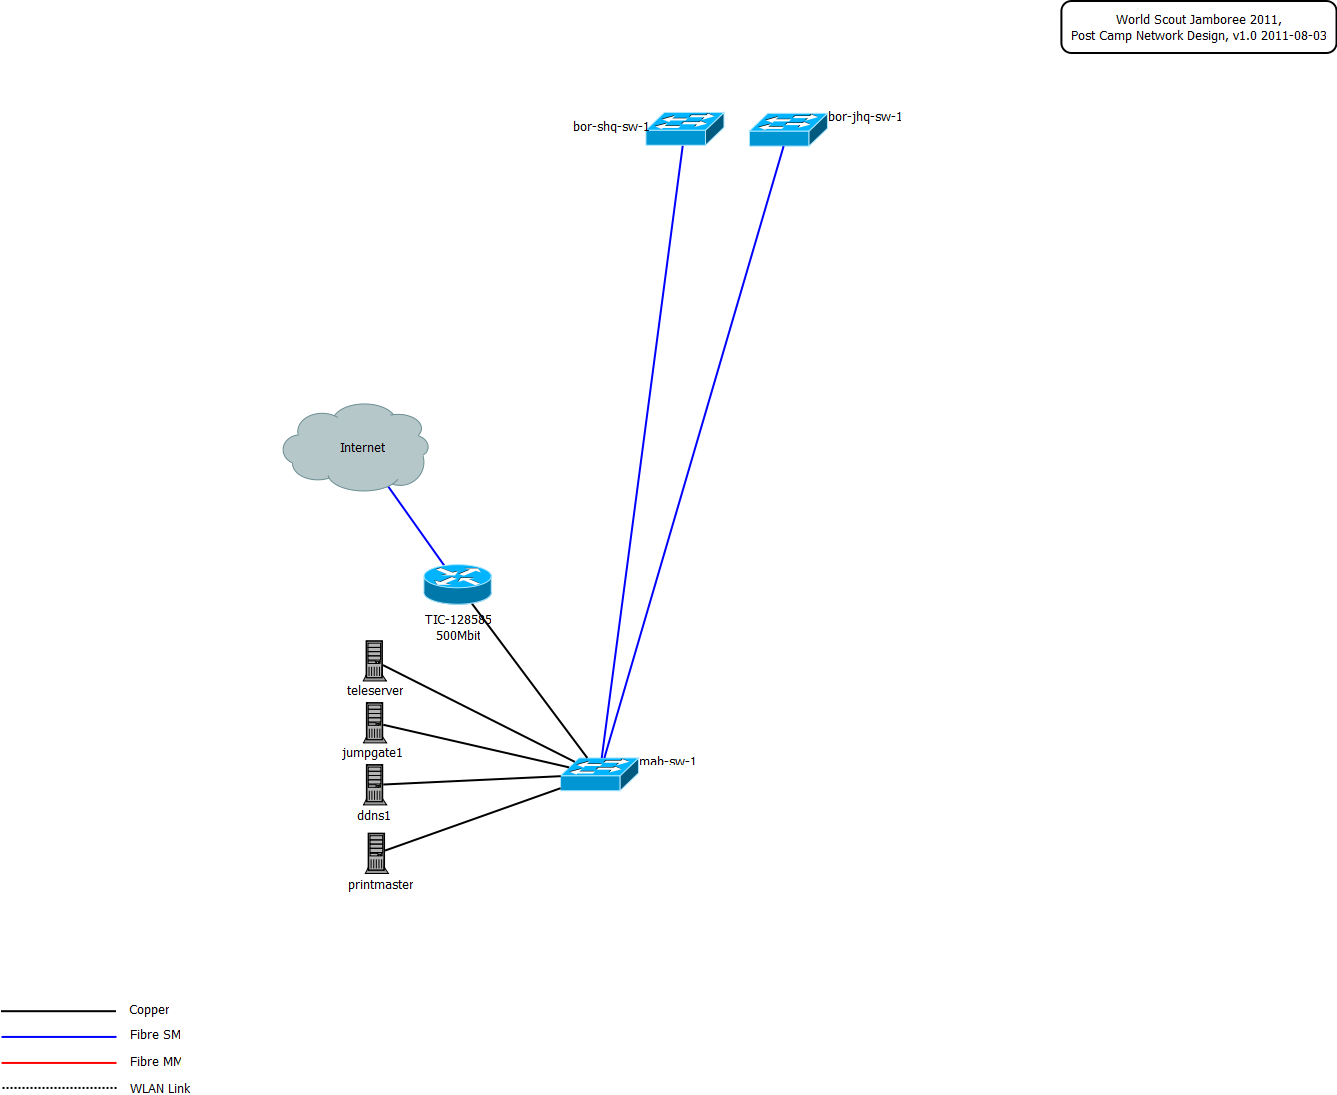 World Scout Jamboree 2011,
Post Camp Network Design, v1.0 2011-08-03
bor-shq-sw-1
bor-jhq-sw-1
Internet
TIC-128585
500Mbit
teleserver
jumpgate1
mah-sw-1
ddns1
printmaster
Copper
Fibre SM
Fibre MM
WLAN Link